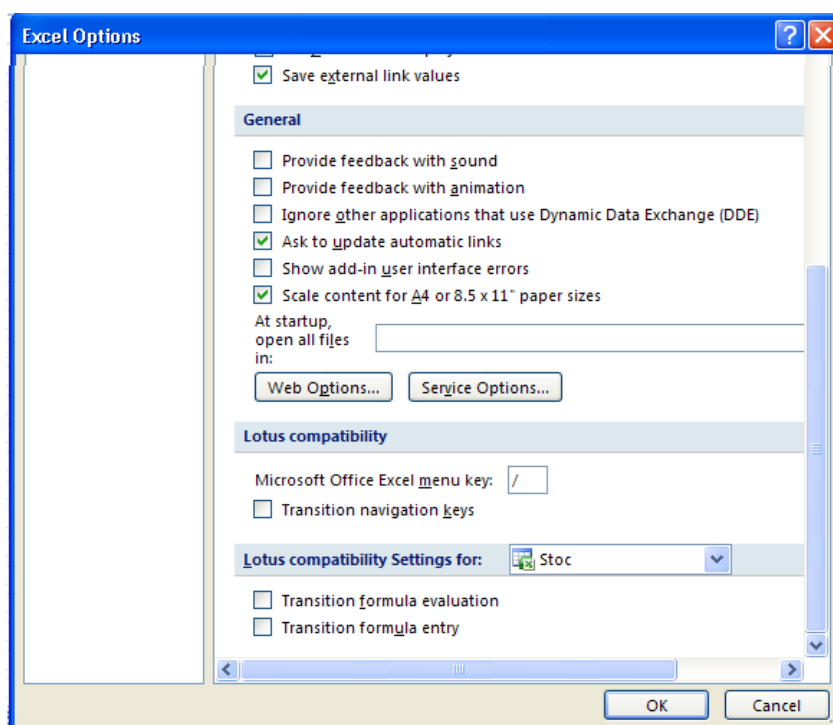 Excel Options
Save external link values
General
Provide feedback with sound
Provide feedback with animation
Ignore other applications that use Dynamic Data Exchange (DDE)
Ask to update automatic links
Show add-in user interface errors
Scale content for A4 or 8.5 x 11" paper sizes
At startup,
open all files
in:
Web Options... Service Options...
Lotus compatibility
Microsoft Office Excel menu key: /
Transition navigation keys
Lotus compatibility Settings for: Stoc
Transition formula evaluation
Transition formula entry
OK Cancel